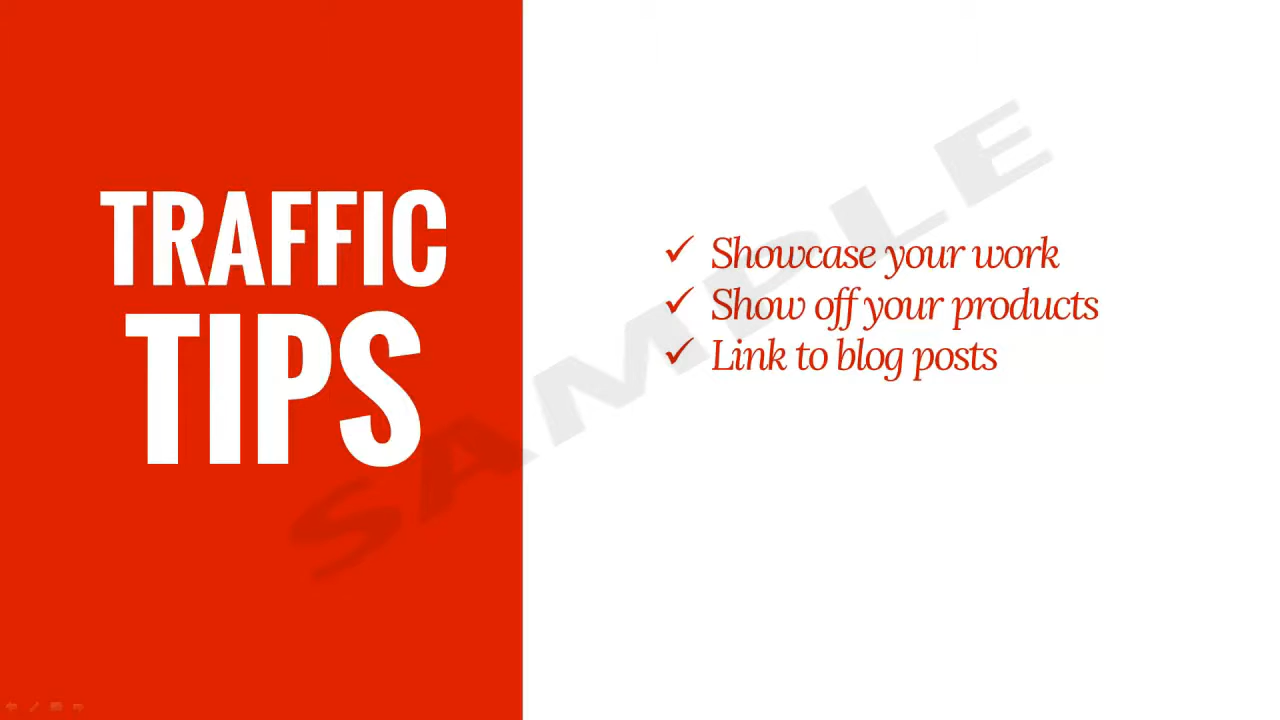 TRAFFIC
TIPS
✓ Showcase your work
✓ Show off your products
✓ Link to blog posts
SAMPLE